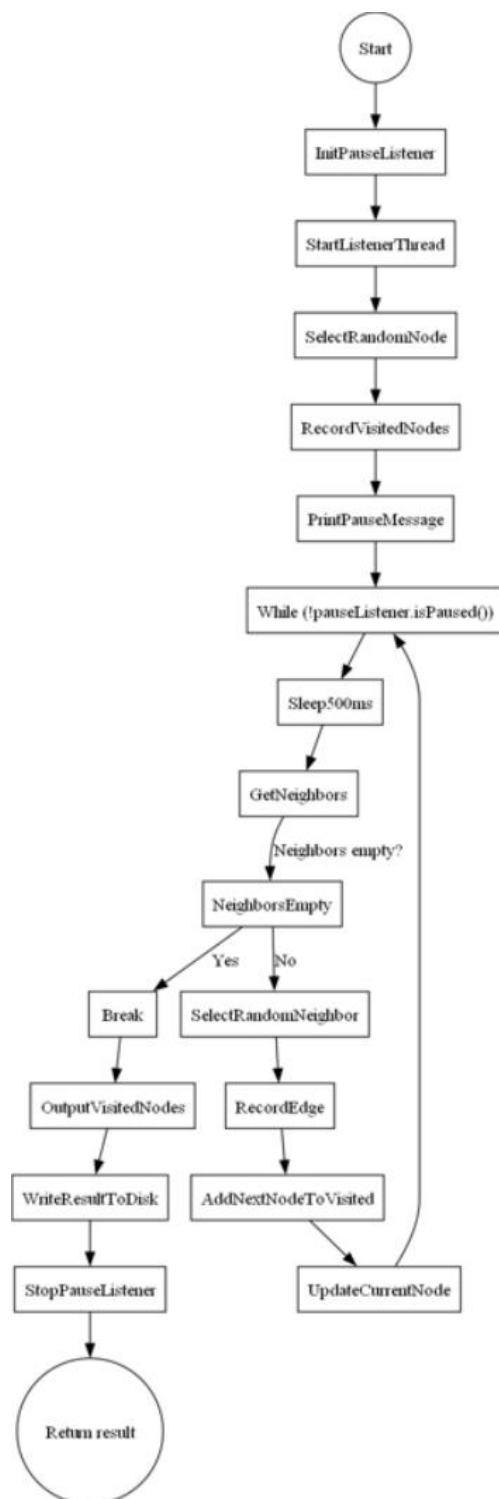 Start
InitPauseListener
StartListenerThread
SelectRandomNode
RecordVisitedNodes
PrintPauseMessage
While (!pauseListener.isPaused())
Sleep500ms
GetNeighbors
Neighbors empty?
NeighborsEmpty
Yes
No
Break
SelectRandomNeighbor
OutputVisitedNodes
RecordEdge
WriteResultToDisk
AddNextNodeToVisited
StopPauseListener
UpdateCurrentNode
Return result